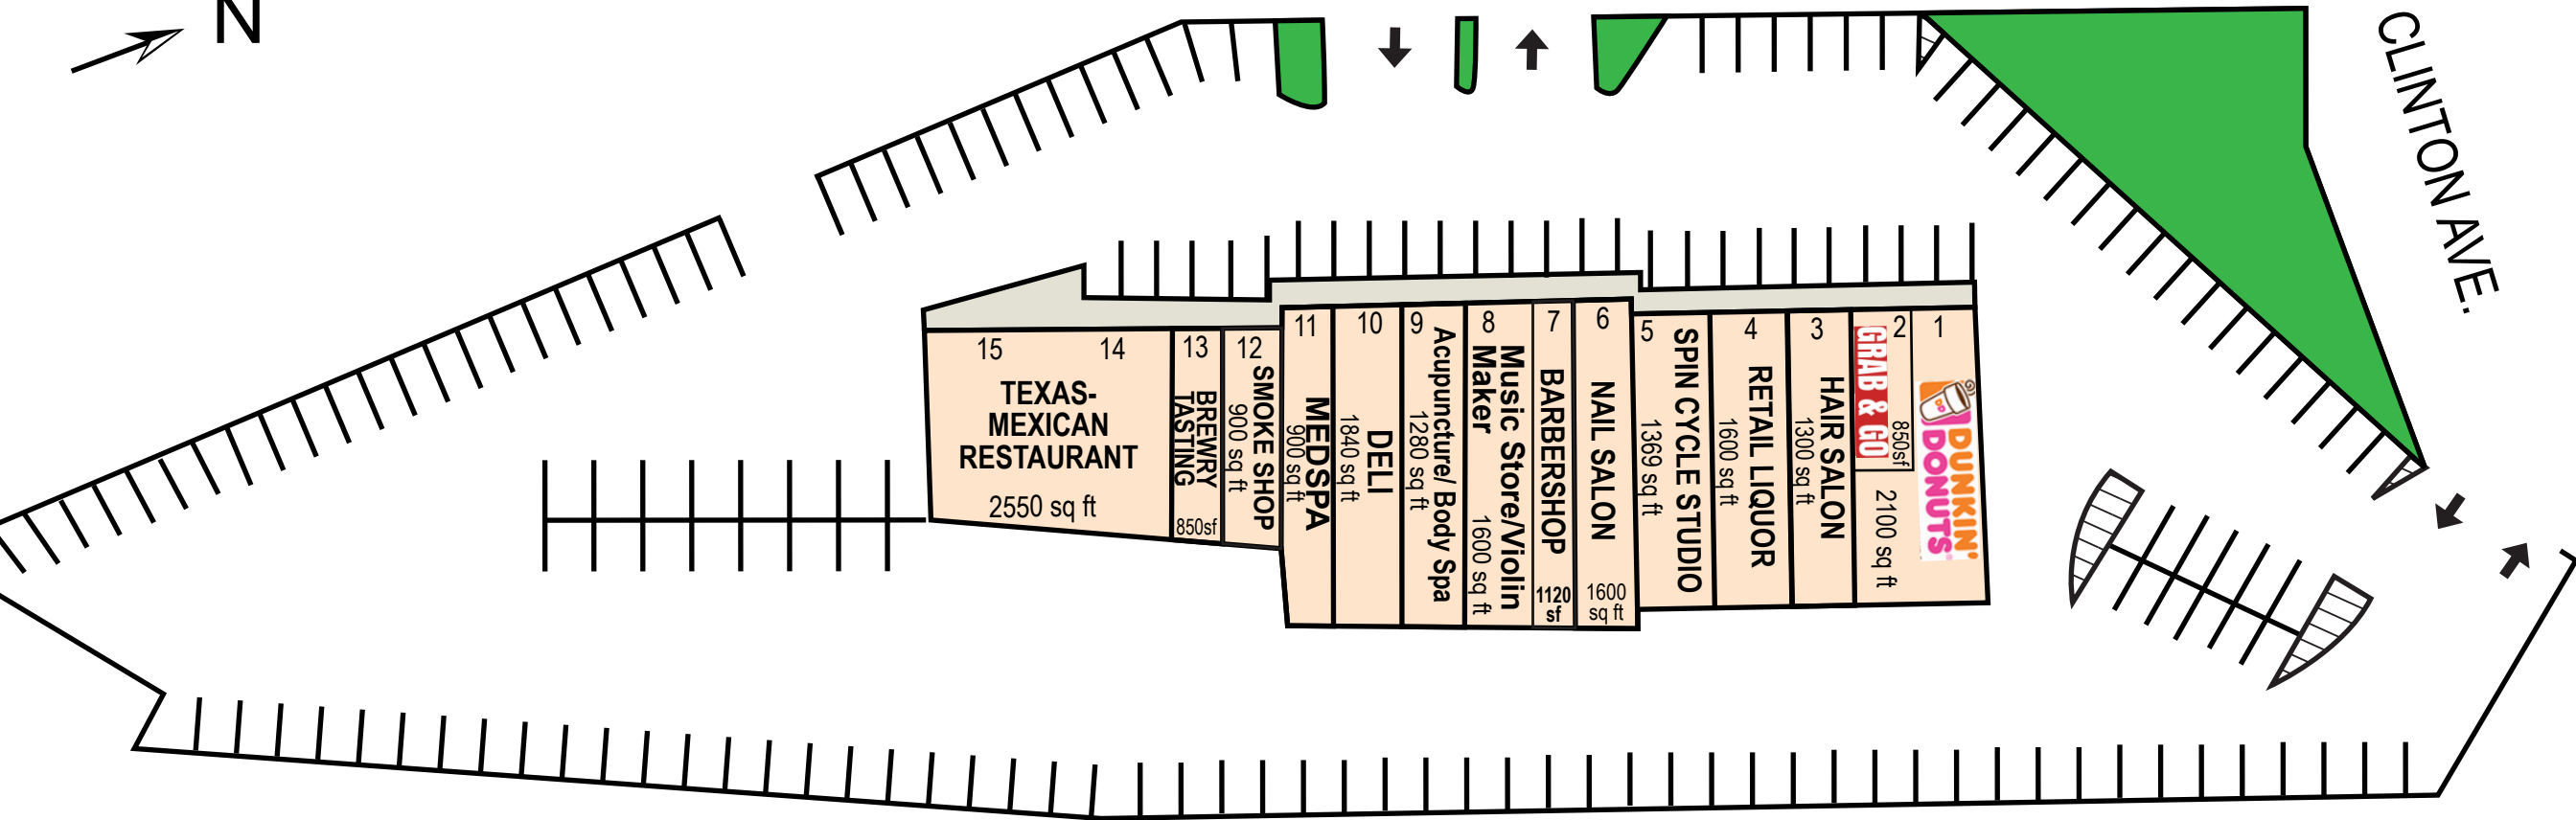 N
CLINTON AVE.
15
14
TEXAS-
MEXICAN
RESTAURANT
2550 sq ft
13
BREWRY
TASTING
850sf
12
SMOKE SHOP
900 sq ft
11
MEDSPA
900 sq ft
10
DELI
1840 sq ft
9
Acupuncture/ Body Spa
1280 sq ft
8
Music Store/Violin
Maker
1600 sq ft
7
BARBERSHOP
1120
sf
6
NAIL SALON
1600
sq ft
5
SPIN CYCLE STUDIO
1369 sq ft
4
RETAIL LIQUOR
1600 sq ft
3
HAIR SALON
1300 sq ft
2
GRAB & GO
850sf
1
DUNKIN'
DONUTS
DD
2100 sq ft